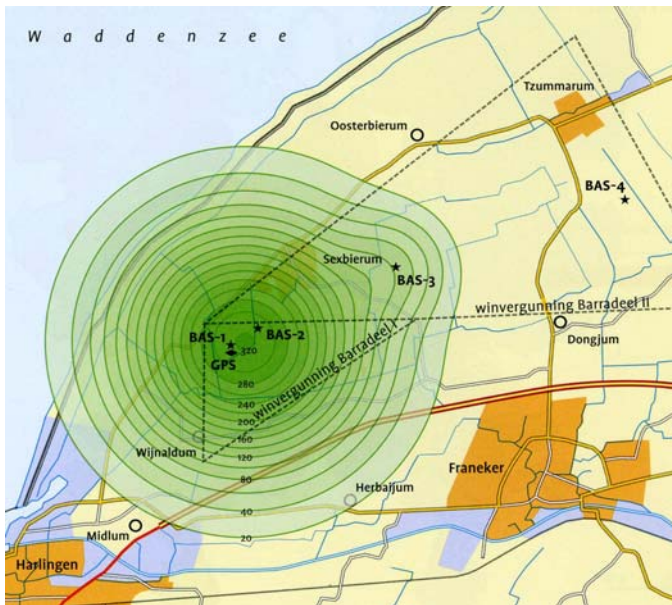 Waddenzee
Tzummarum
Oosterbierum
BAS-4
Sexbierum
BAS-3
winvergunning Barradeel II
BAS-1
BAS-2
Dongjum
320
GPS
winvergunning Barradeel I
280
240
200
160
Wijnaldum
120
80
Franeker
Herbaijum
40
Midlum
20
Harlingen